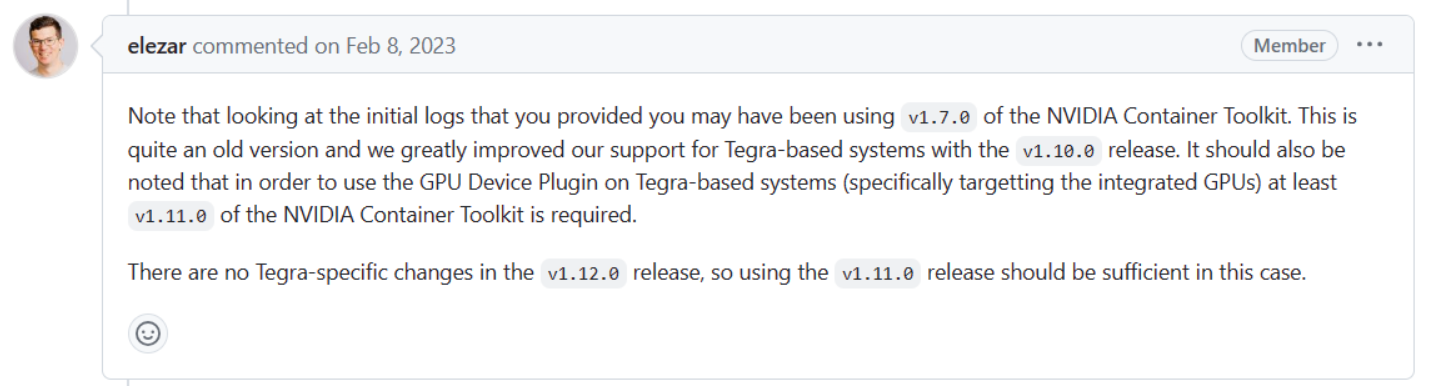 elezar commented on Feb 8, 2023
Member
Note that looking at the initial logs that you provided you may have been using v1.7.0 of the NVIDIA Container Toolkit. This is
quite an old version and we greatly improved our support for Tegra-based systems with the v1.10.0 release. It should also be
noted that in order to use the GPU Device Plugin on Tegra-based systems (specifically targetting the integrated GPUs) at least
v1.11.0 of the NVIDIA Container Toolkit is required.
There are no Tegra-specific changes in the v1.12.0 release, so using the v1.11.0 release should be sufficient in this case.